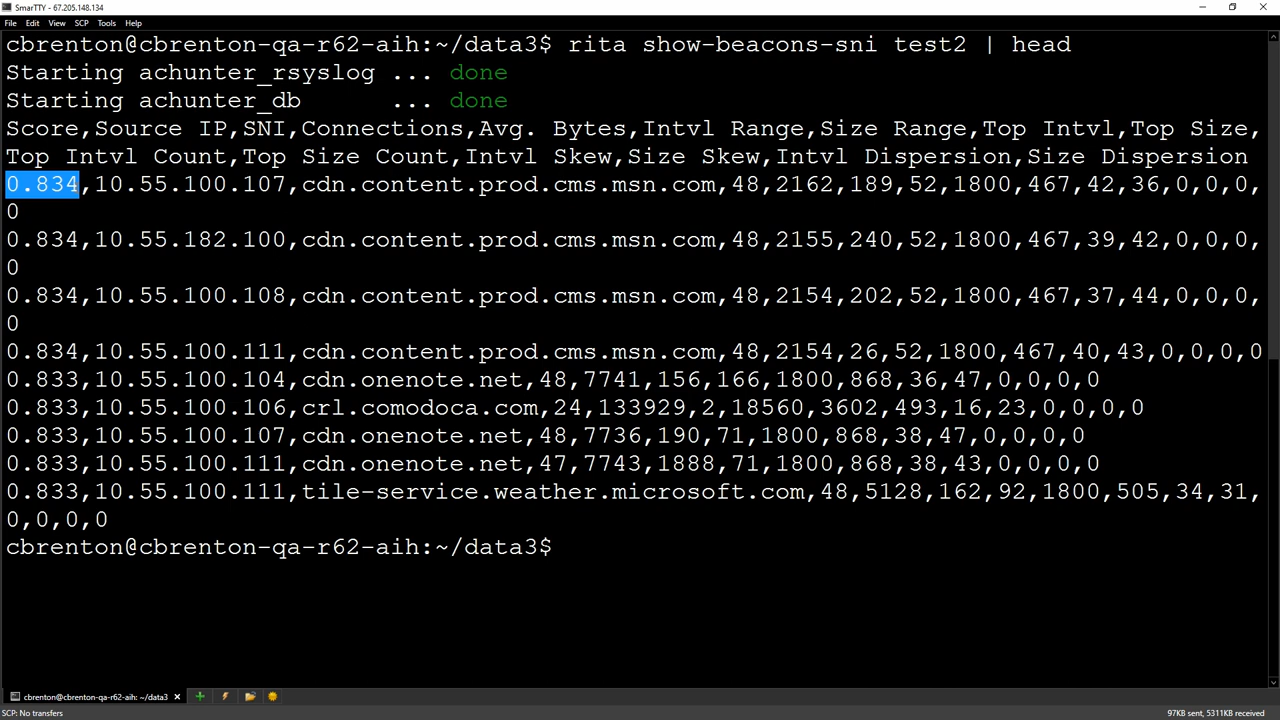 SmarTTY - 67.205.148.134
File Edit View SCP Tools Help
cbrenton@cbrenton-qa-r62-aih:~/data3$ rita show-beacons-sni test2 | head
Starting achunter_rsyslog ... done
Starting achunter_db      ... done
Score,Source IP,SNI,Connections,Avg. Bytes,Intvl Range,Size Range,Top Intvl,Top Size,
Top Intvl Count,Top Size Count,Intvl Skew,Size Skew,Intvl Dispersion,Size Dispersion
0.834,10.55.100.107,cdn.content.prod.cms.msn.com,48,2162,189,52,1800,467,42,36,0,0,0,
0
0.834,10.55.182.100,cdn.content.prod.cms.msn.com,48,2155,240,52,1800,467,39,42,0,0,0,
0
0.834,10.55.100.108,cdn.content.prod.cms.msn.com,48,2154,202,52,1800,467,37,44,0,0,0,
0
0.834,10.55.100.111,cdn.content.prod.cms.msn.com,48,2154,26,52,1800,467,40,43,0,0,0,0
0.833,10.55.100.104,cdn.onenote.net,48,7741,156,166,1800,868,36,47,0,0,0,0
0.833,10.55.100.106,crl.comodoca.com,24,133929,2,18560,3602,493,16,23,0,0,0,0
0.833,10.55.100.107,cdn.onenote.net,48,7736,190,71,1800,868,38,47,0,0,0,0
0.833,10.55.100.111,cdn.onenote.net,47,7743,1888,71,1800,868,38,43,0,0,0,0
0.833,10.55.100.111,tile-service.weather.microsoft.com,48,5128,162,92,1800,505,34,31,
0,0,0,0
cbrenton@cbrenton-qa-r62-aih:~/data3$
cbrenton@cbrenton-qa-r62-aih: ~/data3
SCP: No transfers 97KB sent, 5311KB received